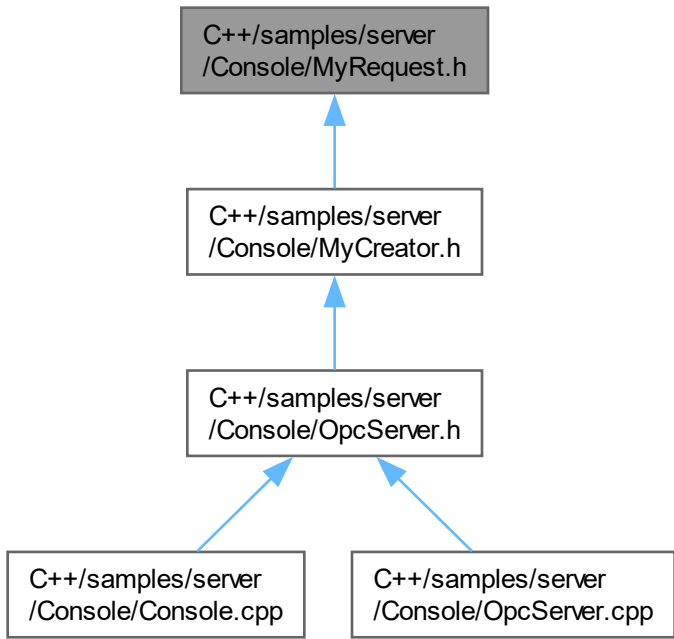 C++/samples/server
/Console/MyRequest.h
C++/samples/server
/Console/MyCreator.h
C++/samples/server
/Console/OpcServer.h
C++/samples/server
/Console/Console.cpp
C++/samples/server
/Console/OpcServer.cpp